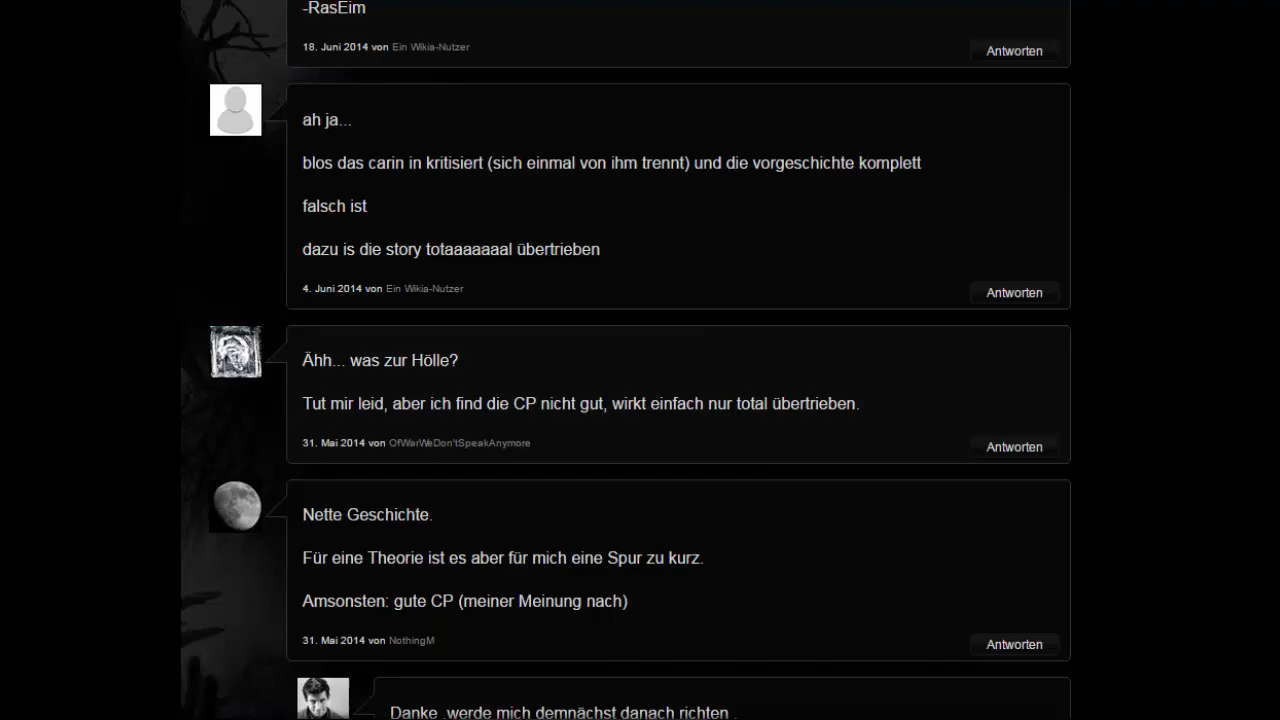 -RasEim
18. Juni 2014 von Ein Wikia-Nutzer
Antworten
ah ja...
blos das carin in kritisiert (sich einmal von ihm trennt) und die vorgeschichte komplett
falsch ist
dazu is die story totaaaaaaal übertrieben
4. Juni 2014 von Ein Wikia-Nutzer
Antworten
Ähh... was zur Hölle?
Tut mir leid, aber ich find die CP nicht gut, wirkt einfach nur total übertrieben.
31. Mai 2014 von OfWarWeDon'tSpeakAnymore
Antworten
Nette Geschichte.
Für eine Theorie ist es aber für mich eine Spur zu kurz.
Amsonsten: gute CP (meiner Meinung nach)
31. Mai 2014 von NothingM
Antworten
Danke ,werde mich demnächst danach richten .